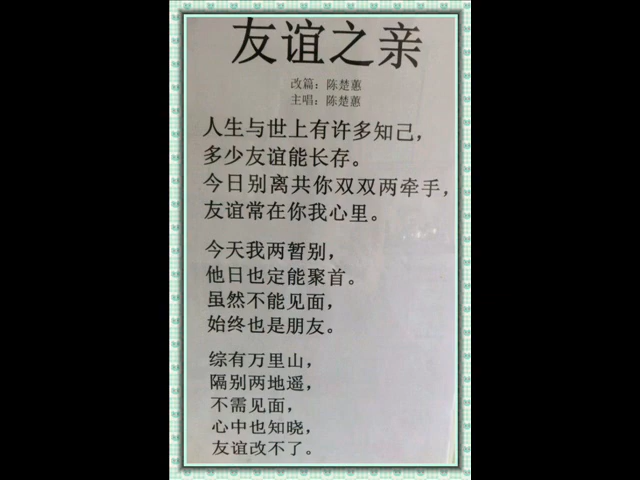 友谊之亲
改篇：陈楚蕙
主唱：陈楚蕙
人生与世上有许多知己，
多少友谊能长存。
今日别离共你双双两牵手，
友谊常在你我心里。
今天我两暂别，
他日也定能聚首。
虽然不能见面，
始终也是朋友。
综有万里山，
隔别两地遥，
不需见面，
心中也知晓，
友谊改不了。